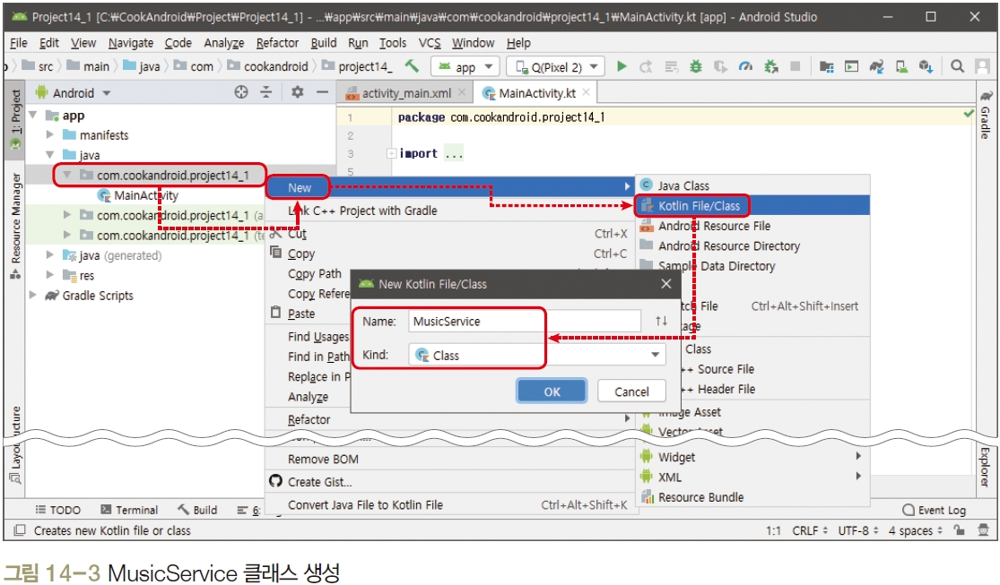 Project14_1 [C:₩CookAndroid₩Project₩Project14_1] - ...₩app₩src₩main₩java₩com₩cookandroid₩project14_1₩MainActivity.kt [app] - Android Studio
File Edit View Navigate Code Analyze Refactor Build Run Tools VCS Window Help
src main java com cookandroid project14_ app Q(Pixel 2)
1: Project
Resource Manager
Layout
ucture
Android
app
manifests
java
com.cookandroid.project14_1
MainActivity
com.cookandroid.project14_1 (a
com.cookandroid.project14_1 (te
java (generated)
res
Gradle Scripts
activity_main.xml MainActivity.kt
1 package com.cookandroid.project14_1
2
3 import ...
5
Gradle
Explorer
New
Link C++ Project with Gradle
Cut Ctrl+X
Copy Ctrl+C
Copy Path
Copy Refere
Paste
Find Usages
Find in Path
Replace in P
Analyze
Refactor
Remove BOM
Create Gist...
Convert Java File to Kotlin File Ctrl+Alt+Shift+K
Java Class
Kotlin File/Class
Android Resource File
Android Resource Directory
Sample Data Directory
tch File Ctrl+Alt+Shift+Insert
age
Class
++ Source File
++ Header File
Image Asset
Vector Asset
Widget
XML
Resource Bundle
New Kotlin File/Class
Name: MusicService
Kind: Class
OK Cancel
TODO Terminal Build 6: Event Log
Creates new Kotlin file or class 1:1 CRLF UTF-8 4 spaces
그림 14-3 MusicService 클래스 생성